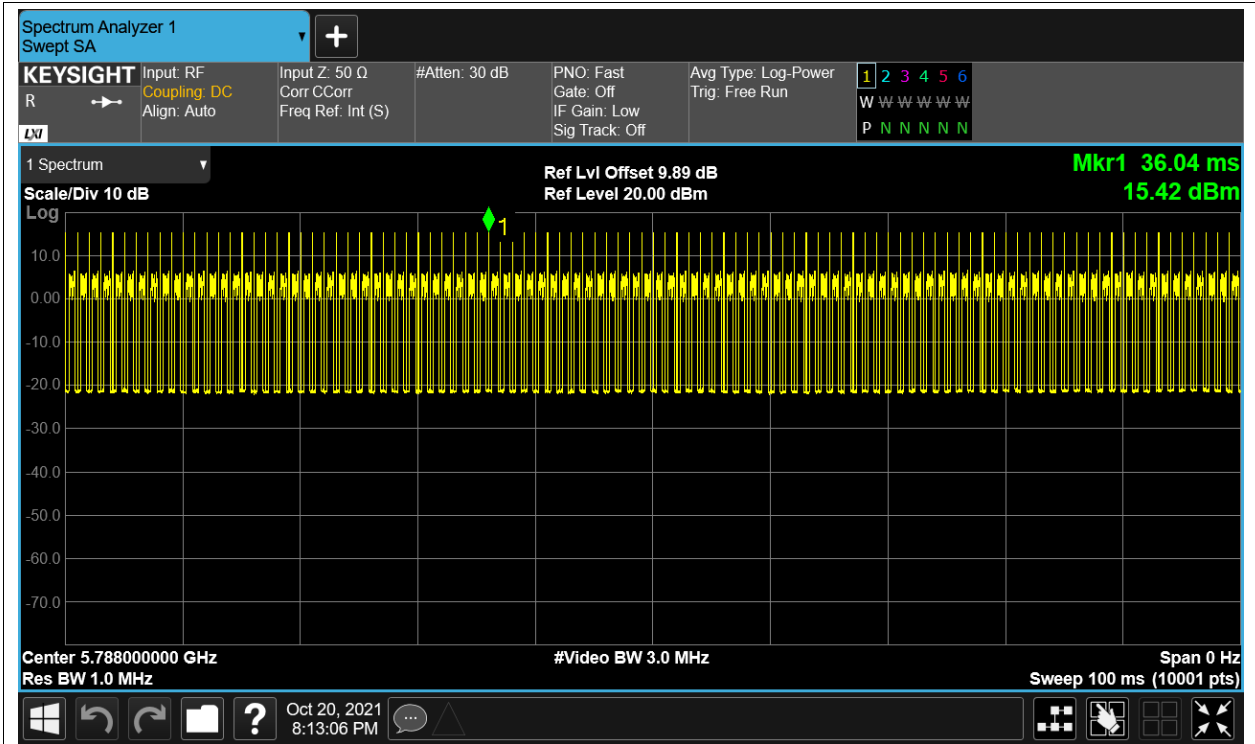 Spectrum Analyzer 1
Swept SA
KEYSIGHT
R
LXI
Input: RF
Coupling: DC
Align: Auto
Input Z: 50 Ω
Corr CCorr
Freq Ref: Int (S)
#Atten: 30 dB
PNO: Fast
Gate: Off
IF Gain: Low
Sig Track: Off
Avg Type: Log-Power
Trig: Free Run
1 2 3 4 5 6
W W W W W W
P N N N N N
1 Spectrum
Scale/Div 10 dB
Ref Lvl Offset 9.89 dB
Ref Level 20.00 dBm
Mkr1 36.04 ms
15.42 dBm
Log
1
10.0
0.00
-10.0
-20.0
-30.0
-40.0
-50.0
-60.0
-70.0
Center 5.788000000 GHz
#Video BW 3.0 MHz
Span 0 Hz
Res BW 1.0 MHz
Sweep 100 ms (10001 pts)
?
Oct 20, 2021
8:13:06 PM